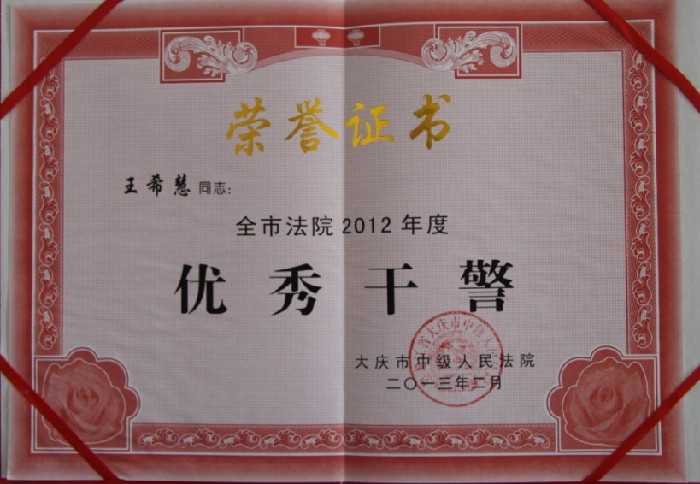 荣誉证书
王希慧 同志：
全市法院 2012 年度
优秀干警
大庆市中级人民法院
二〇一三年二月